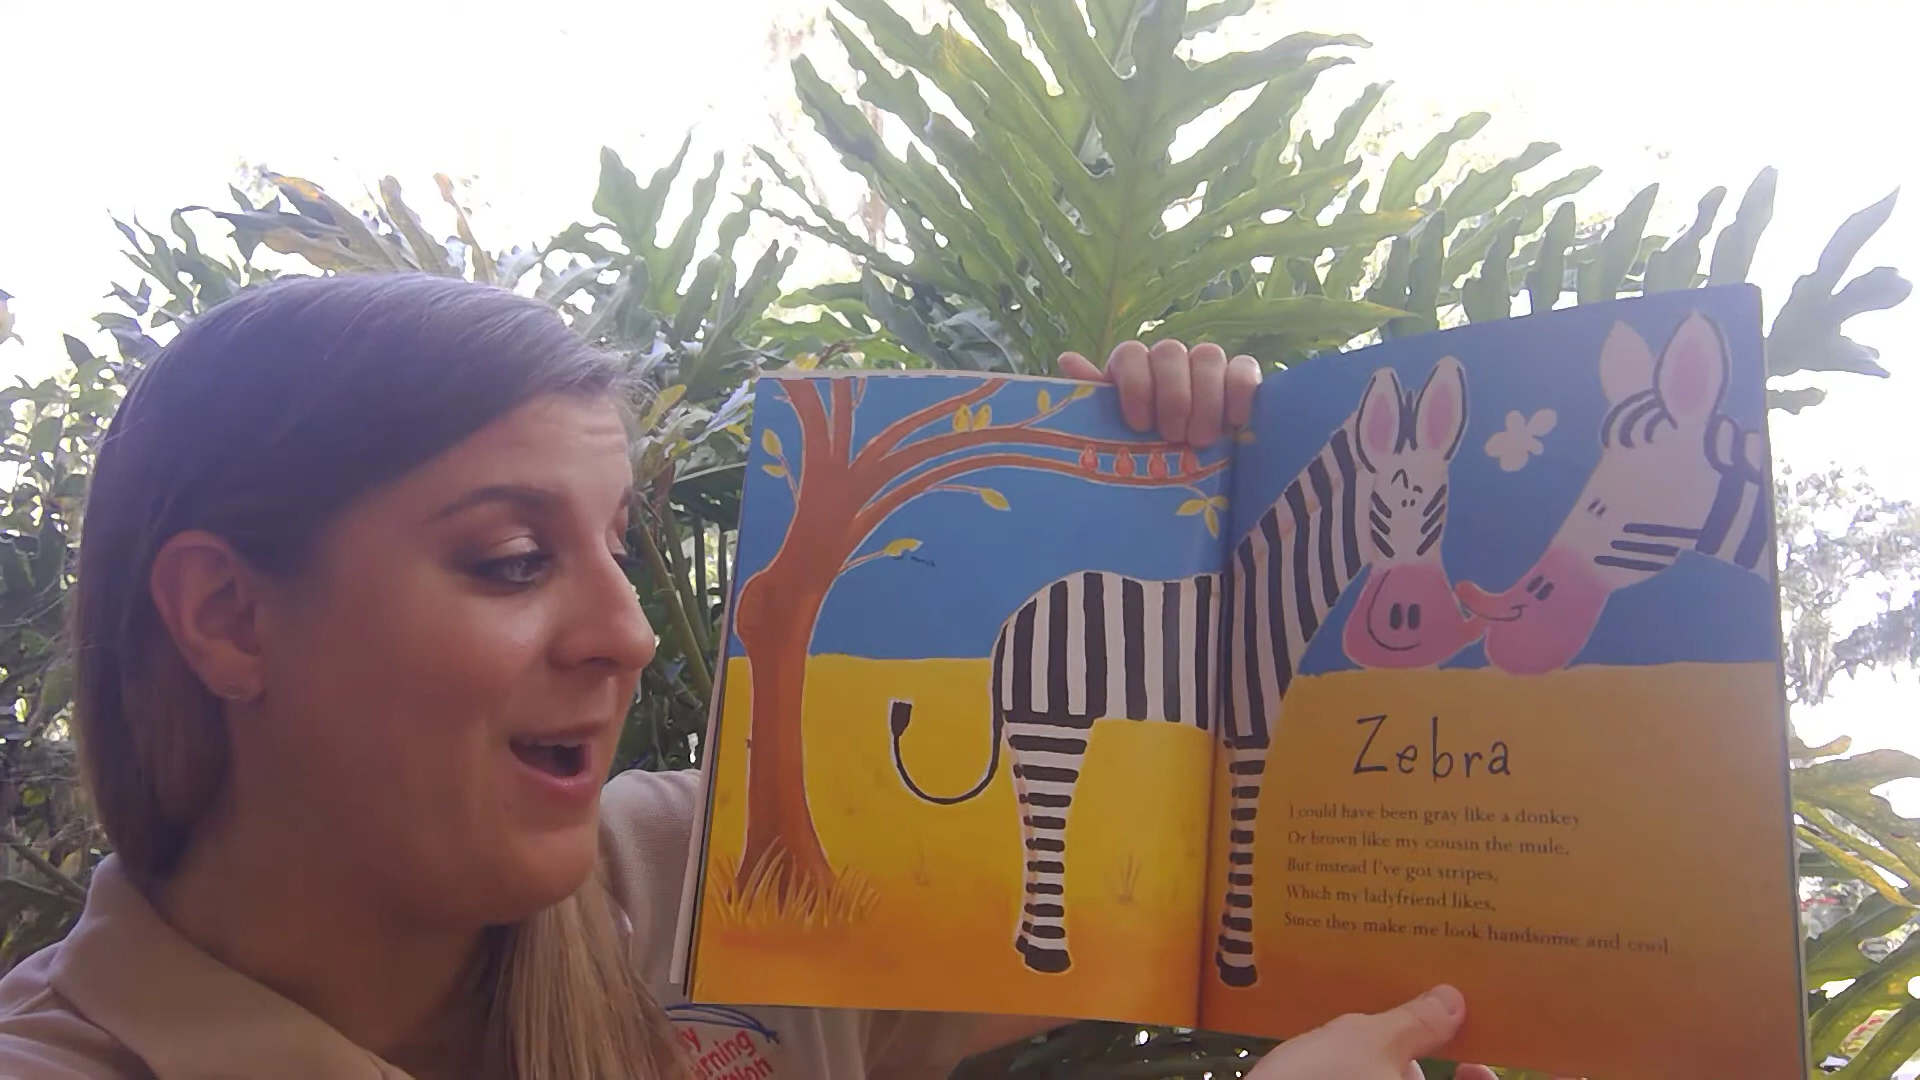 Zebra
I could have been gray like a donkey
Or brown like my cousin the mule,
But instead I've got stripes,
Which my ladyfriend likes,
Since they make me look handsome and cool.